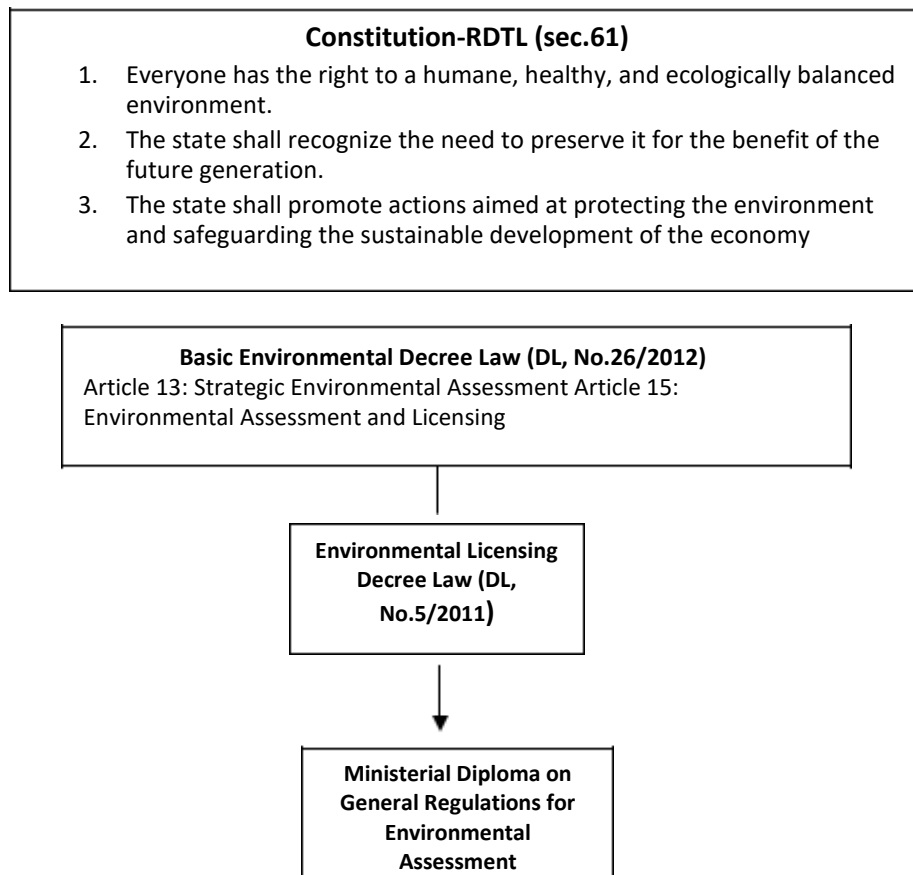 Constitution-RDTL (sec.61)
1. Everyone has the right to a humane, healthy, and ecologically balanced
environment.
2. The state shall recognize the need to preserve it for the benefit of the
future generation.
3. The state shall promote actions aimed at protecting the environment
and safeguarding the sustainable development of the economy
Basic Environmental Decree Law (DL, No.26/2012)
Article 13: Strategic Environmental Assessment Article 15:
Environmental Assessment and Licensing
Environmental Licensing
Decree Law (DL,
No.5/2011)
Ministerial Diploma on
General Regulations for
Environmental
Assessment